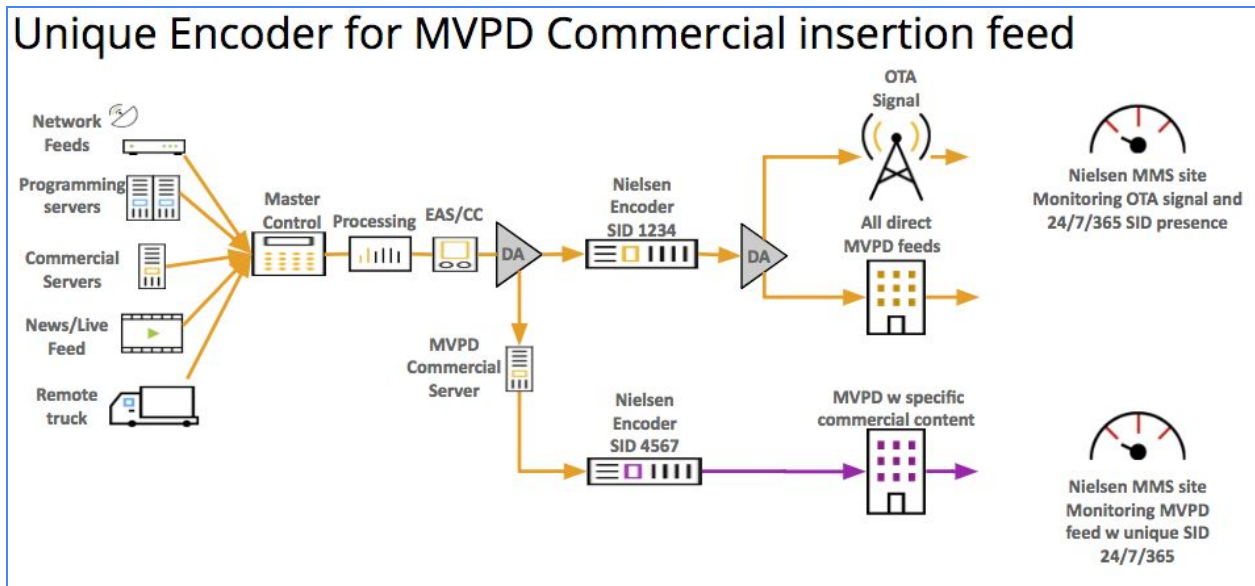 Unique Encoder for MVPD Commercial insertion feed
Network
Feeds
Programming
servers
Commercial
Servers
News/Live
Feed
Remote
truck
Master
Control
Processing
EAS/CC
DA
MVPD
Commercial
Server
Nielsen
Encoder
SID 1234
DA
Nielsen
Encoder
SID 4567
OTA
Signal
All direct
MVPD feeds
MVPD w specific
commercial content
Nielsen MMS site
Monitoring OTA signal and
24/7/365 SID presence
Nielsen MMS site
Monitoring MVPD
feed w unique SID
24/7/365